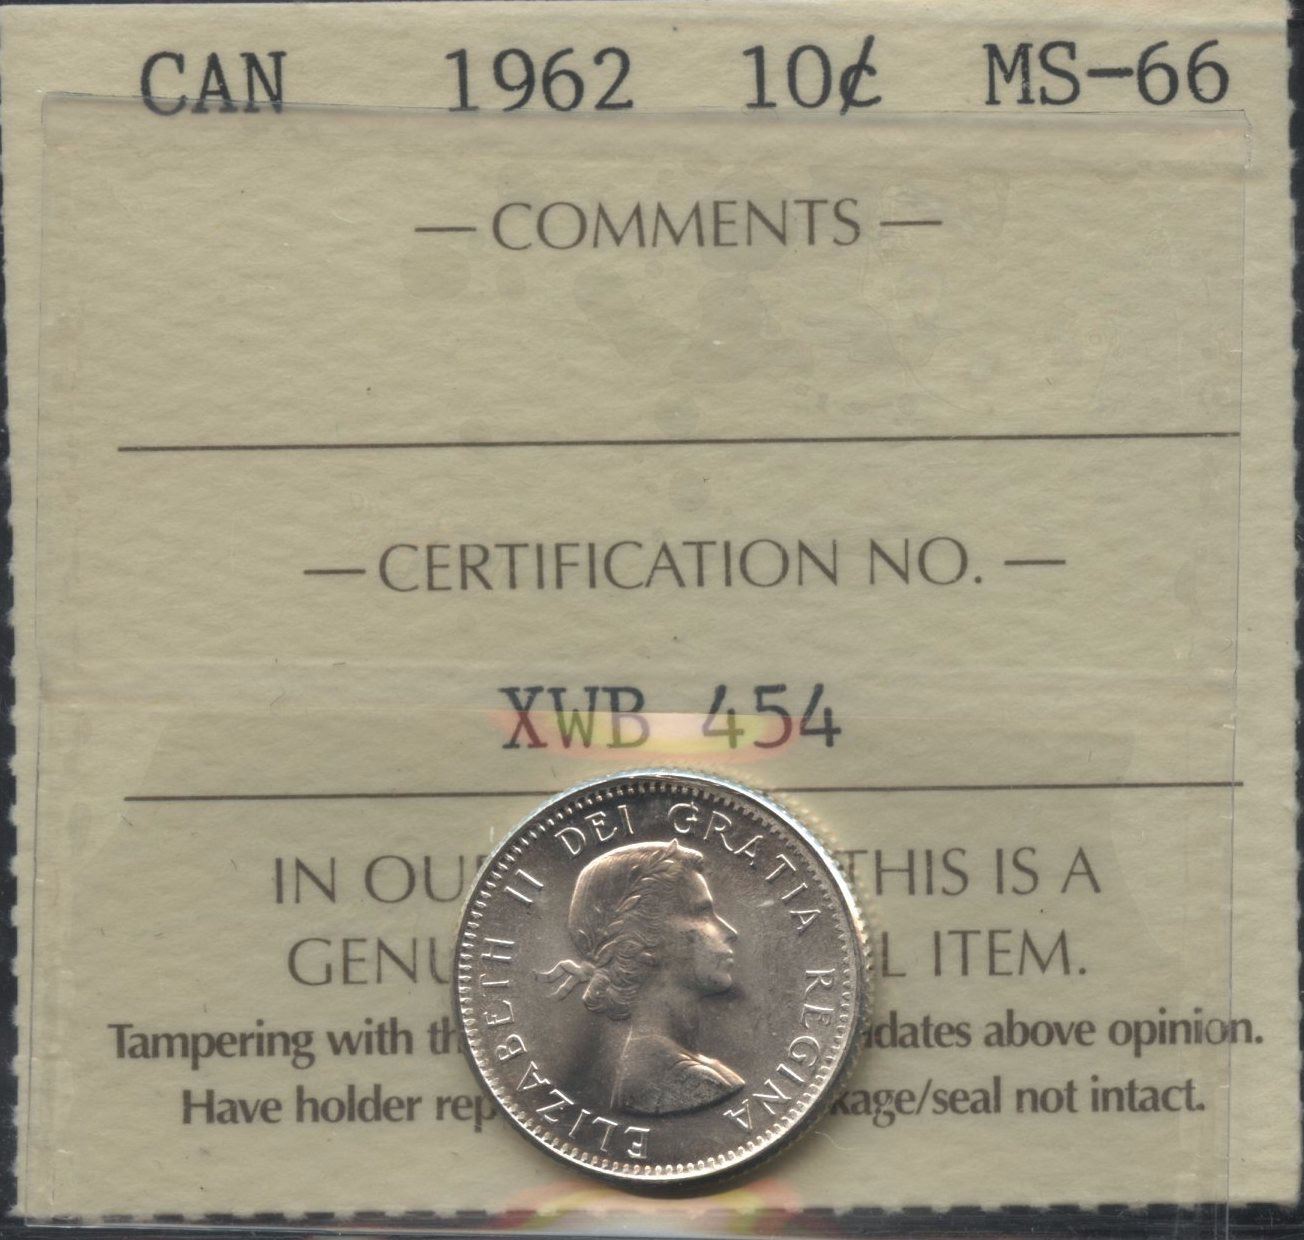 CAN 1962 10¢ MS-66
— COMMENTS —
— CERTIFICATION NO. —
XWB 454
IN OU THIS IS A
GENU L ITEM.
Tampering with th idates above opinion.
Have holder rep kage/seal not intact.
ELIZABETH II DEI GRATIA REGINA